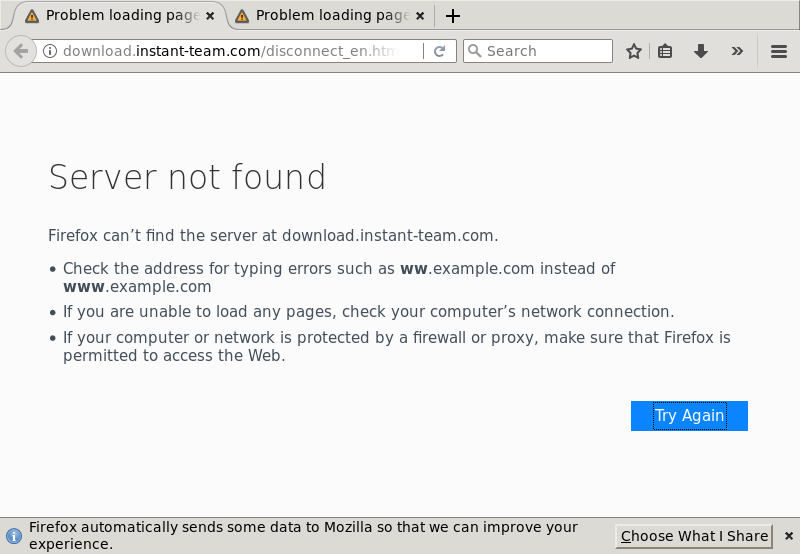 Problem loading page
Problem loading page
download.instant-team.com/disconnect_en.htm
Search
Server not found
Firefox can’t find the server at download.instant-team.com.
• Check the address for typing errors such as ww.example.com instead of
www.example.com
• If you are unable to load any pages, check your computer’s network connection.
• If your computer or network is protected by a firewall or proxy, make sure that Firefox is
permitted to access the Web.
Try Again
Firefox automatically sends some data to Mozilla so that we can improve your
experience.
Choose What I Share